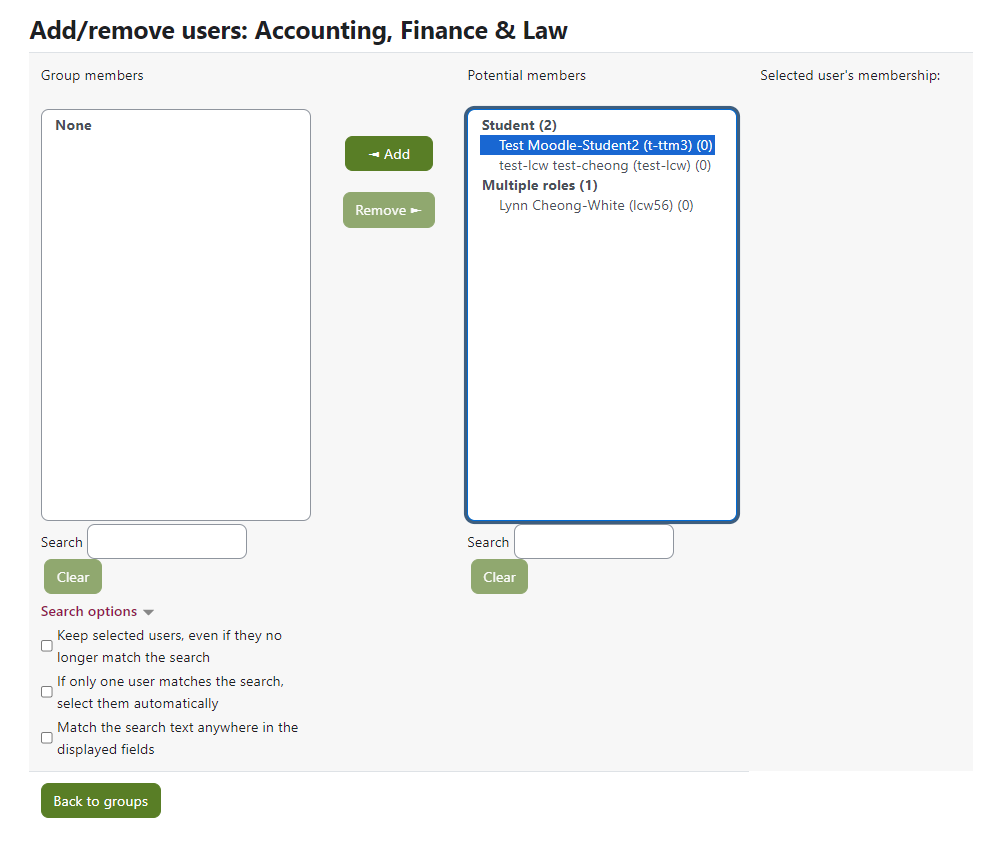 Add/remove users: Accounting, Finance & Law
Group members
Potential members
Selected user's membership:
None
◄ Add
Remove ►
Student (2)
Test Moodle-Student2 (t-ttm3) (0)
test-lcw test-cheong (test-lcw) (0)
Multiple roles (1)
Lynn Cheong-White (lcw56) (0)
Search
Clear
Search
Clear
Search options
Keep selected users, even if they no
longer match the search
If only one user matches the search,
select them automatically
Match the search text anywhere in the
displayed fields
Back to groups